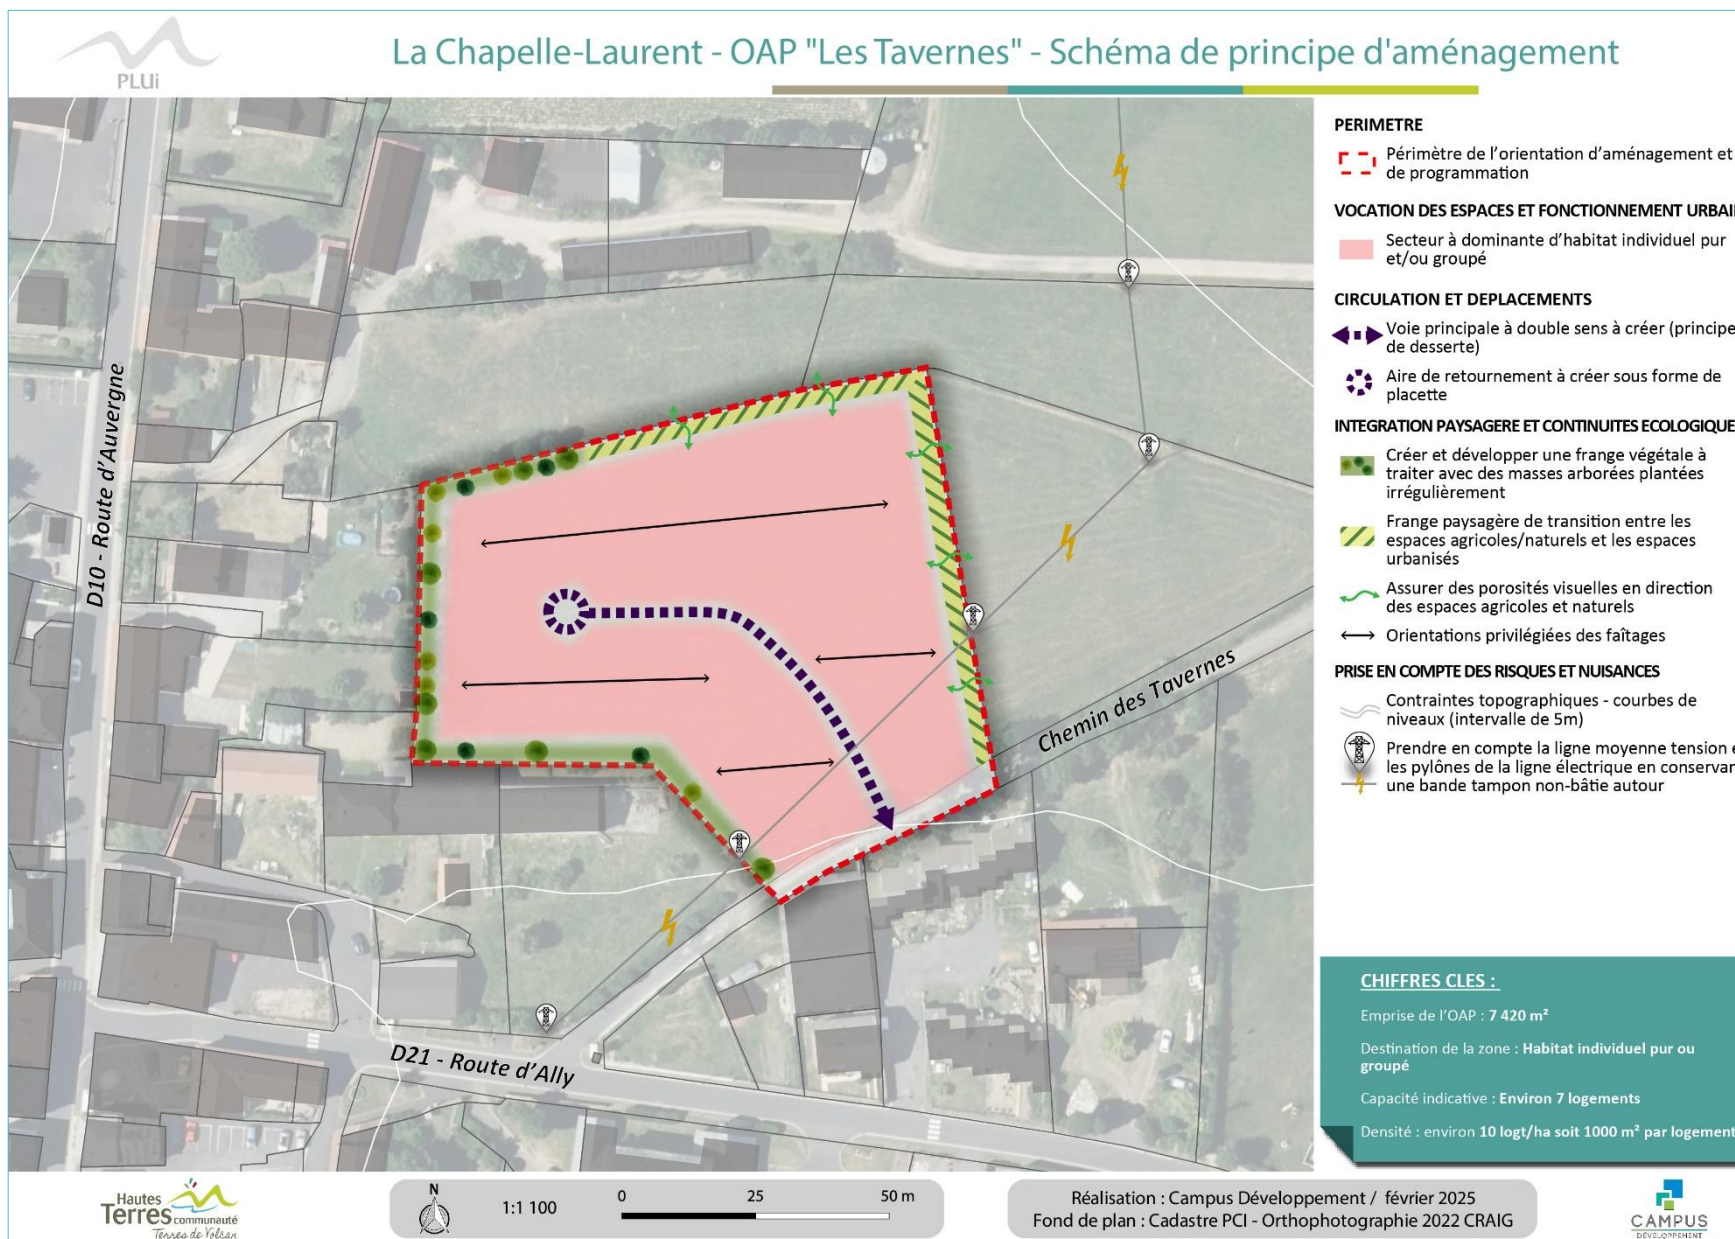 PLUi
La Chapelle-Laurent - OAP "Les Tavernes" - Schéma de principe d'aménagement
D10 - Route d'Auvergne
Chemin des Tavernes
D21 - Route d'Ally
PERIMETRE
Périmètre de l'orientation d'aménagement et
de programmation
VOCATION DES ESPACES ET FONCTIONNEMENT URBAI
Secteur à dominante d'habitat individuel pur
et/ou groupé
CIRCULATION ET DEPLACEMENTS
Voie principale à double sens à créer (principe
de desserte)
Aire de retournement à créer sous forme de
placette
INTEGRATION PAYSAGERE ET CONTINUITES ECOLOGIQUE
Créer et développer une frange végétale à
traiter avec des masses arborées plantées
irrégulièrement
Frange paysagère de transition entre les
espaces agricoles/naturels et les espaces
urbanisés
Assurer des porosités visuelles en direction
des espaces agricoles et naturels
Orientations privilégiées des faîtages
PRISE EN COMPTE DES RISQUES ET NUISANCES
Contraintes topographiques - courbes de
niveaux (intervalle de 5m)
Prendre en compte la ligne moyenne tension e
les pylônes de la ligne électrique en conservan
une bande tampon non-bâtie autour
CHIFFRES CLES :
Emprise de l'OAP : 7 420 m²
Destination de la zone : Habitat individuel pur ou
groupé
Capacité indicative : Environ 7 logements
Densité : environ 10 logt/ha soit 1000 m² par logement
Hautes
Terres communauté
Terres de Volcan
N
1:1 100
0 25 50 m
Réalisation : Campus Développement / février 2025
Fond de plan : Cadastre PCI - Orthophotographie 2022 CRAIG
CAMPUS
DÉVELOPPEMENT